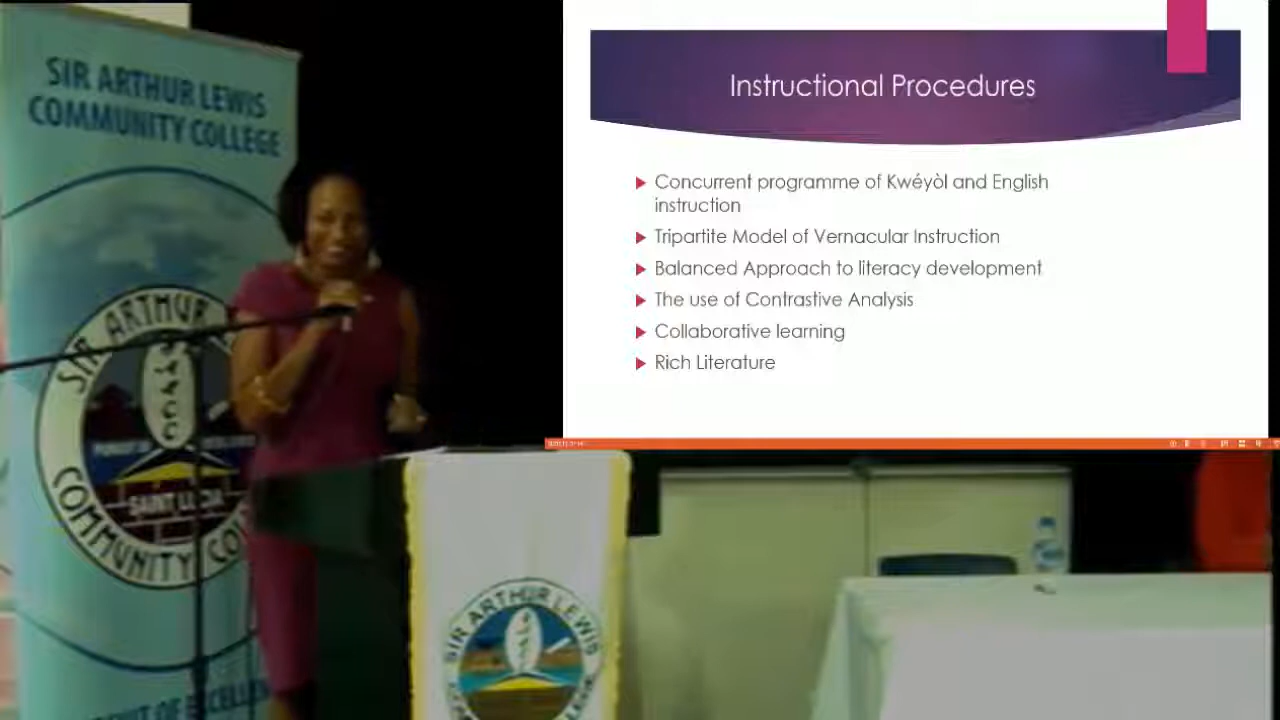 SIR ARTHUR LEWIS
COMMUNITY COLLEGE
SIR ARTHUR
COMMUNITY CO
SAINT LUCIA
Instructional Procedures
Concurrent programme of Kwéyòl and English
instruction
Tripartite Model of Vernacular Instruction
Balanced Approach to literacy development
The use of Contrastive Analysis
Collaborative learning
Rich Literature
SIR ARTHUR LEWIS